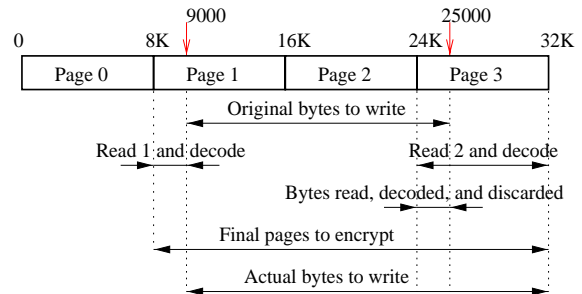 9000 25000
0 8K 16K 24K 32K
Page 0 Page 1 Page 2 Page 3
Original bytes to write
Read 1 and decode Read 2 and decode
Bytes read, decoded, and discarded
Final pages to encrypt
Actual bytes to write